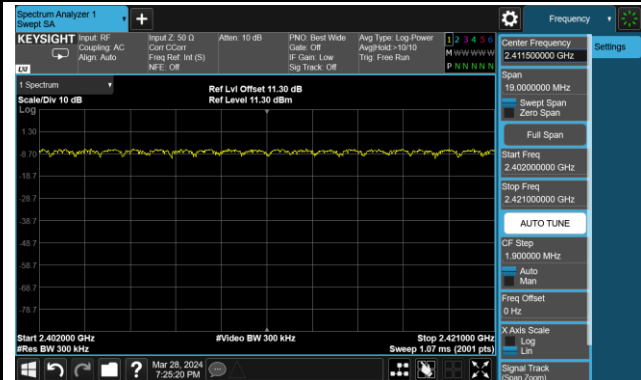 Spectrum Analyzer 1
Swept SA
Frequency
KEYSIGHT
Input: RF
Coupling: AC
Align: Auto
Input Z: 50 Ω
Corr CCorr
Freq Ref: Int (S)
NFE: Off
Atten: 10 dB
PNO: Best Wide
Gate: Off
IF Gain: Low
Sig Track: Off
Avg Type: Log-Power
Avg|Hold:>10/10
Trig: Free Run
1 2 3 4 5 6
M W W W W W
P N N N N N
LXI
Center Frequency
2.411500000 GHz
Settings
Span
19.0000000 MHz
Swept Span
Zero Span
Full Span
Start Freq
2.402000000 GHz
Stop Freq
2.421000000 GHz
AUTO TUNE
CF Step
1.900000 MHz
Auto
Man
Freq Offset
0 Hz
X Axis Scale
Log
Lin
Signal Track
(Span Zoom)
1 Spectrum
Scale/Div 10 dB
Log
Ref Lvl Offset 11.30 dB
Ref Level 11.30 dBm
1.30
-8.70
-18.7
-28.7
-38.7
-48.7
-58.7
-68.7
-78.7
Start 2.402000 GHz
#Res BW 300 kHz
#Video BW 300 kHz
Stop 2.421000 GHz
Sweep 1.07 ms (2001 pts)
?
Mar 28, 2024
7:25:20 PM